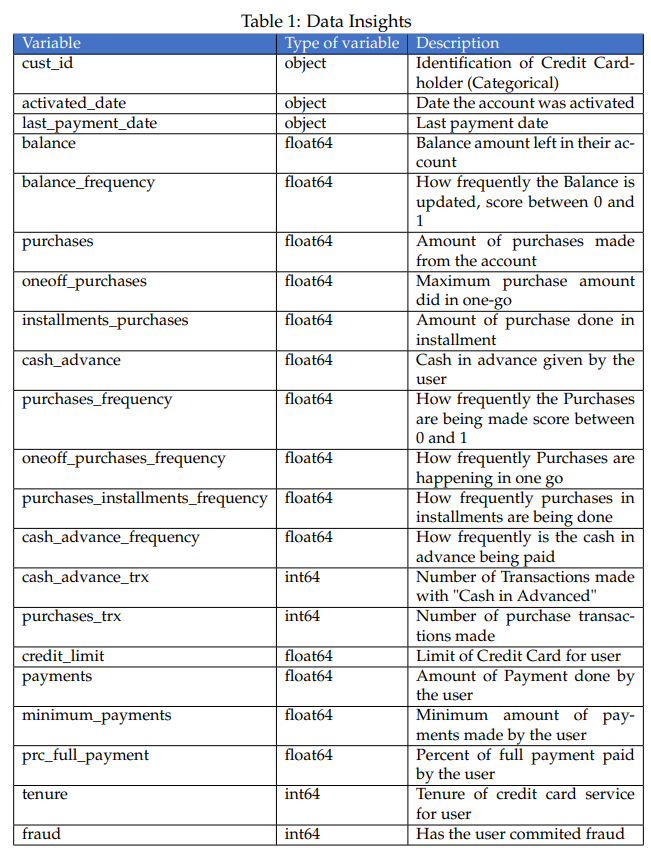 Table 1: Data Insights
Variable Type of variable Description
cust_id object Identification of Credit Card-
holder (Categorical)
activated_date object Date the account was activated
last_payment_date object Last payment date
balance float64 Balance amount left in their ac-
count
balance_frequency float64 How frequently the Balance is
updated, score between 0 and
1
purchases float64 Amount of purchases made
from the account
oneoff_purchases float64 Maximum purchase amount
did in one-go
installments_purchases float64 Amount of purchase done in
installment
cash_advance float64 Cash in advance given by the
user
purchases_frequency float64 How frequently the Purchases
are being made score between
0 and 1
oneoff_purchases_frequency float64 How frequently Purchases are
happening in one go
purchases_installments_frequency float64 How frequently purchases in
installments are being done
cash_advance_frequency float64 How frequently is the cash in
advance being paid
cash_advance_trx int64 Number of Transactions made
with "Cash in Advanced"
purchases_trx int64 Number of purchase transac-
tions made
credit_limit float64 Limit of Credit Card for user
payments float64 Amount of Payment done by
the user
minimum_payments float64 Minimum amount of pay-
ments made by the user
prc_full_payment float64 Percent of full payment paid
by the user
tenure int64 Tenure of credit card service
for user
fraud int64 Has the user commited fraud